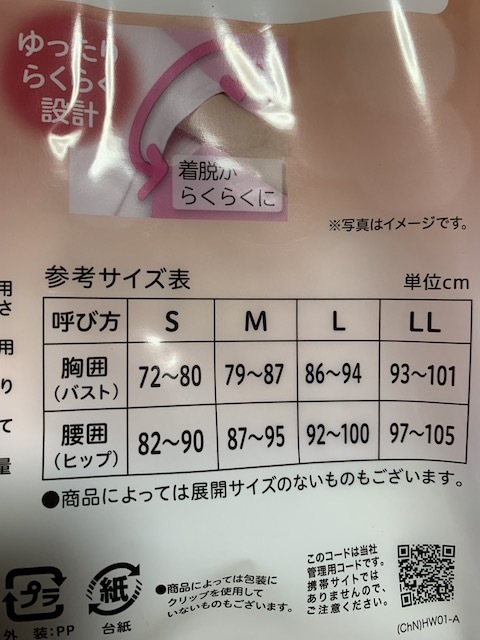 ゆったり
らくらく
設計
着脱が
らくらくに
※写真はイメージです。
参考サイズ表
単位cm
呼び方 S M L LL
胸囲
(バスト) 72〜80 79〜87 86〜94 93〜101
腰囲
(ヒップ) 82〜90 87〜95 92〜100 97〜105
●商品によっては展開サイズのないものもございます。
用
さ
用
り
て
量
プラ
外装:PP
紙
台紙
●商品によっては包装に
クリップを使用して
いないものもございます。
このコードは当社
管理用コードです。
携帯サイトでは
ありませんので、
ご注意ください。
(ChN)HW01-A